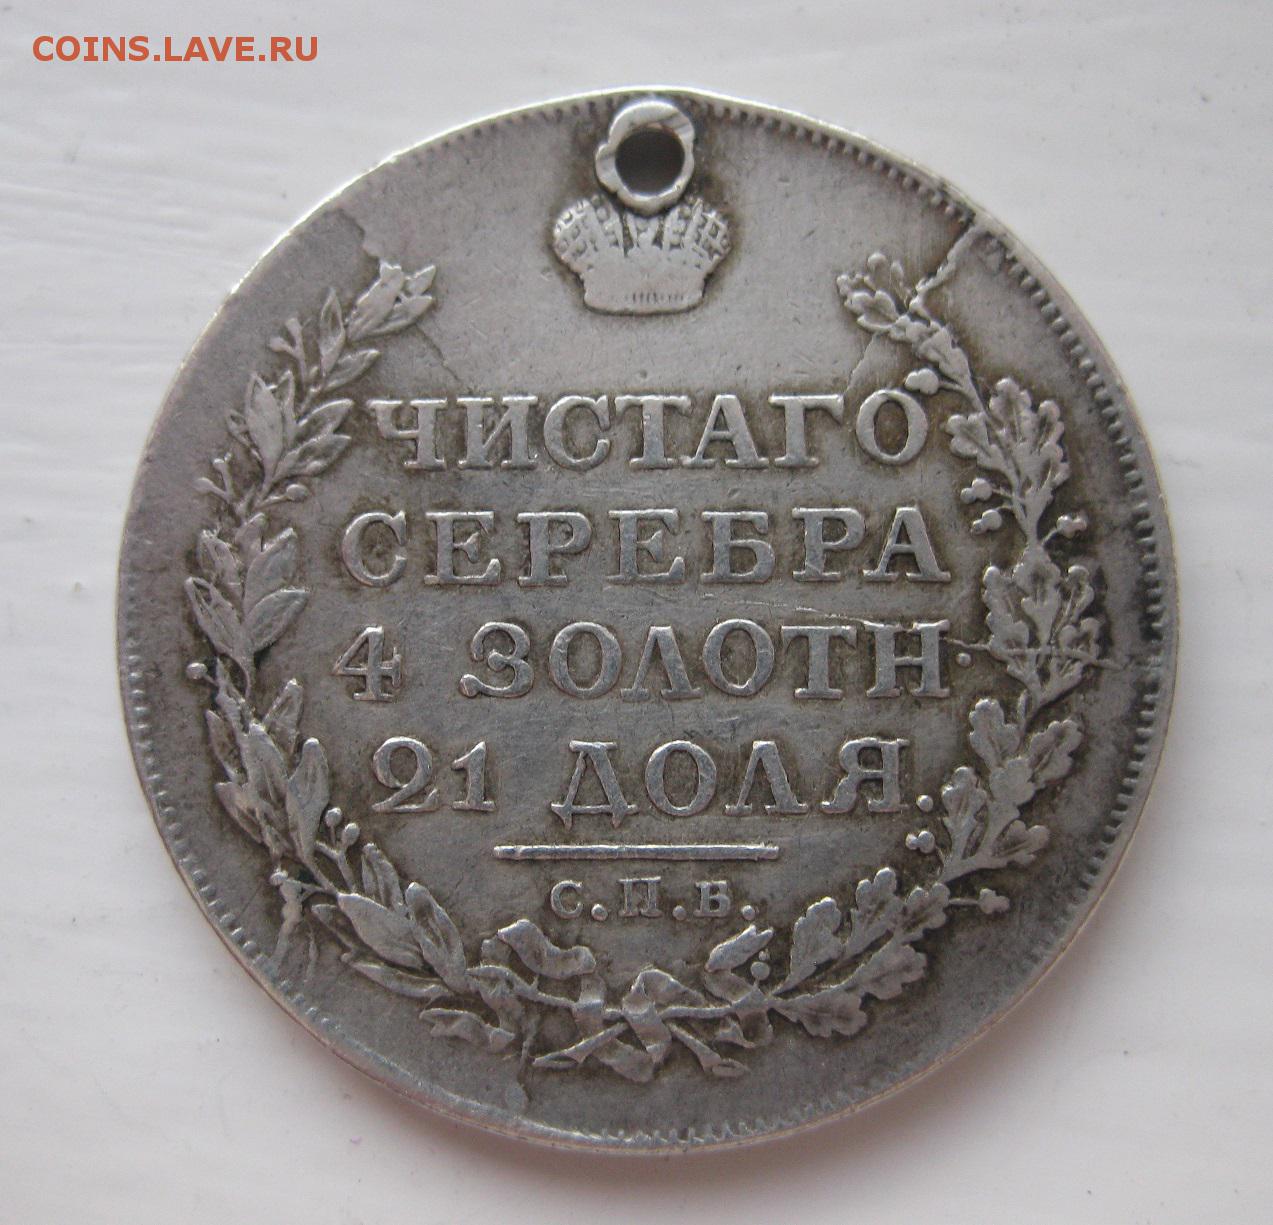 COINS.LAVE.RU
ЧИСТАГО
СЕРЕБРА
4 ЗОЛОТН.
21 ДОЛЯ.
С.П.Б.